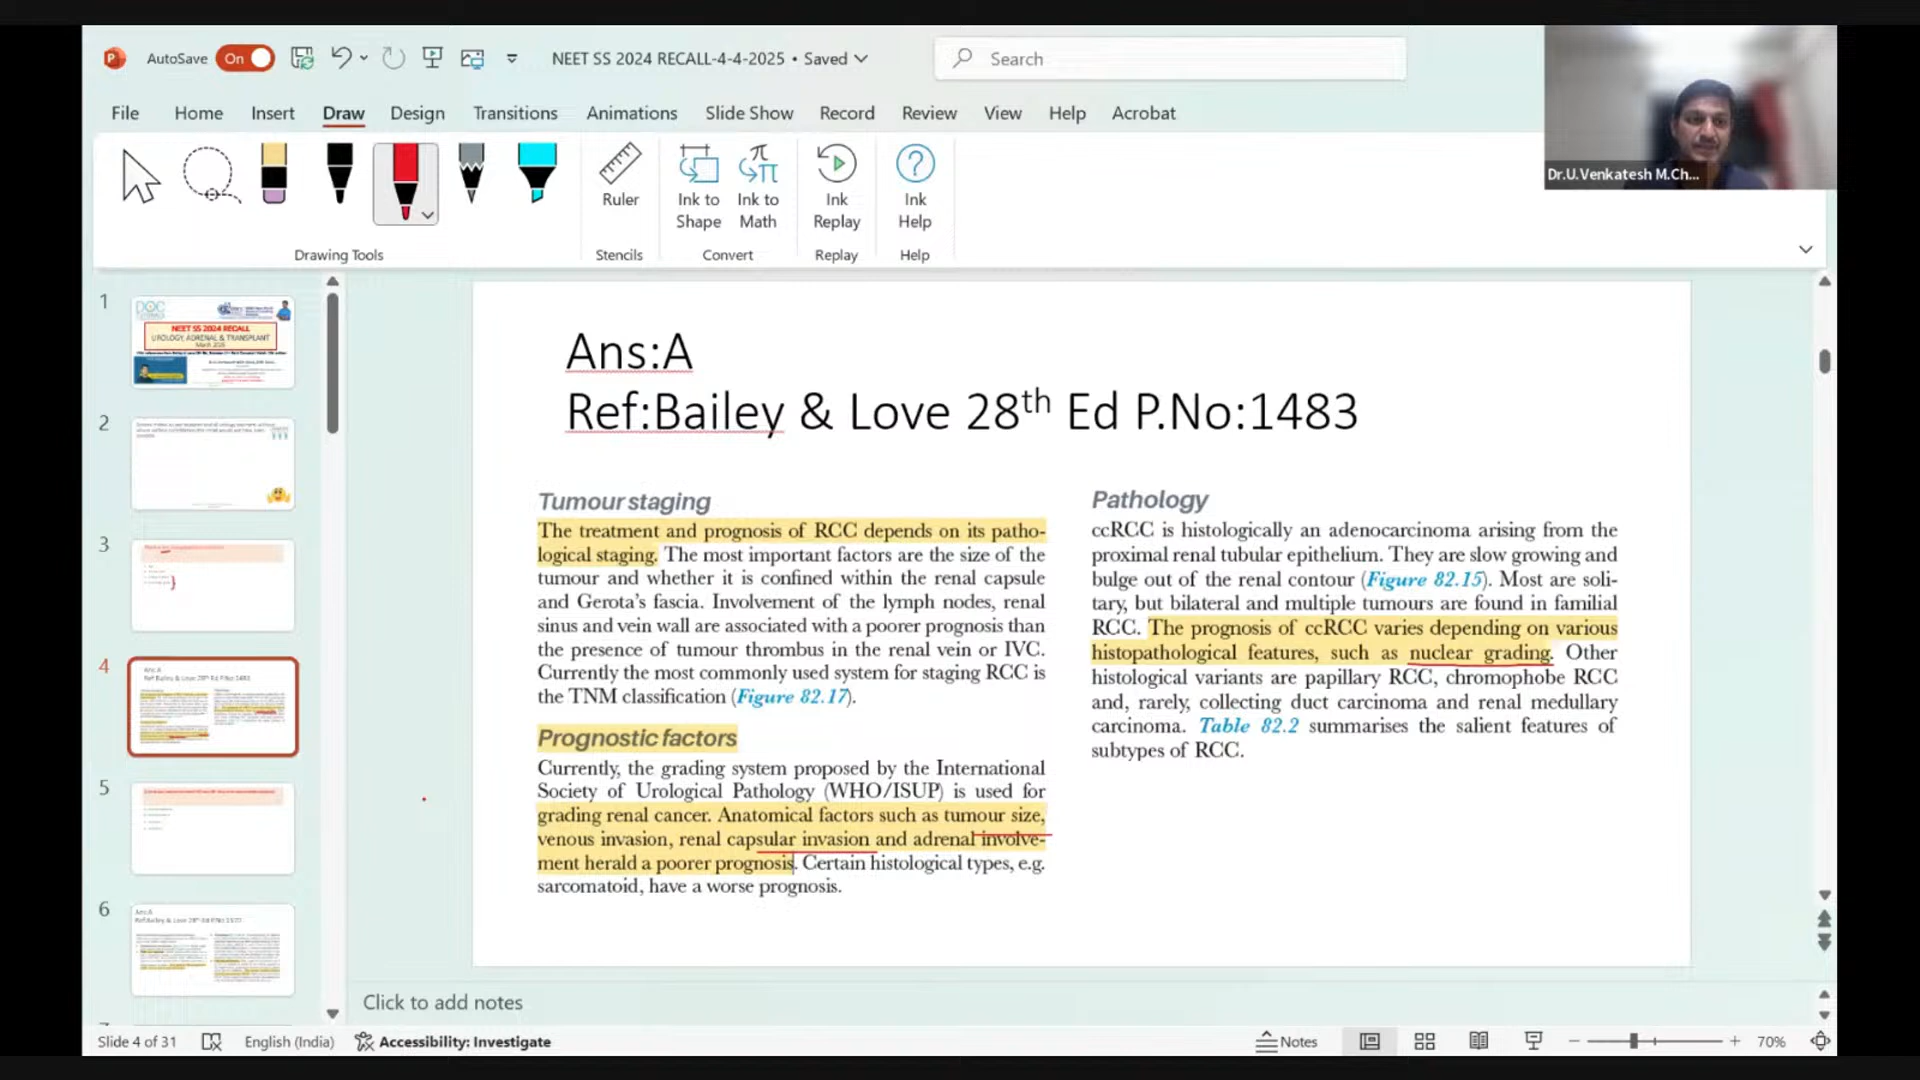 AutoSave On NEET SS 2024 RECALL-4-4-2025 • Saved Search
Dr.U.Venkatesh M.Ch...
File Home Insert Draw Design Transitions Animations Slide Show Record Review View Help Acrobat
Ruler
Ink to Shape
Ink to Math
Ink Replay
Ink Help
Drawing Tools Stencils Convert Replay Help
1
NEET SS 2024 RECALL
UROLOGY, ADRENAL & TRANSPLANT
2
3
4
5
6
Ans:A
Ref:Bailey & Love 28th Ed P.No:1483
Tumour staging
The treatment and prognosis of RCC depends on its patho-
logical staging. The most important factors are the size of the
tumour and whether it is confined within the renal capsule
and Gerota's fascia. Involvement of the lymph nodes, renal
sinus and vein wall are associated with a poorer prognosis than
the presence of tumour thrombus in the renal vein or IVC.
Currently the most commonly used system for staging RCC is
the TNM classification (Figure 82.17).
Prognostic factors
Currently, the grading system proposed by the International
Society of Urological Pathology (WHO/ISUP) is used for
grading renal cancer. Anatomical factors such as tumour size,
venous invasion, renal capsular invasion and adrenal involve-
ment herald a poorer prognosis. Certain histological types, e.g.
sarcomatoid, have a worse prognosis.
Pathology
ccRCC is histologically an adenocarcinoma arising from the
proximal renal tubular epithelium. They are slow growing and
bulge out of the renal contour (Figure 82.15). Most are soli-
tary, but bilateral and multiple tumours are found in familial
RCC. The prognosis of ccRCC varies depending on various
histopathological features, such as nuclear grading. Other
histological variants are papillary RCC, chromophobe RCC
and, rarely, collecting duct carcinoma and renal medullary
carcinoma. Table 82.2 summarises the salient features of
subtypes of RCC.
Click to add notes
Slide 4 of 31 English (India) Accessibility: Investigate Notes 70%